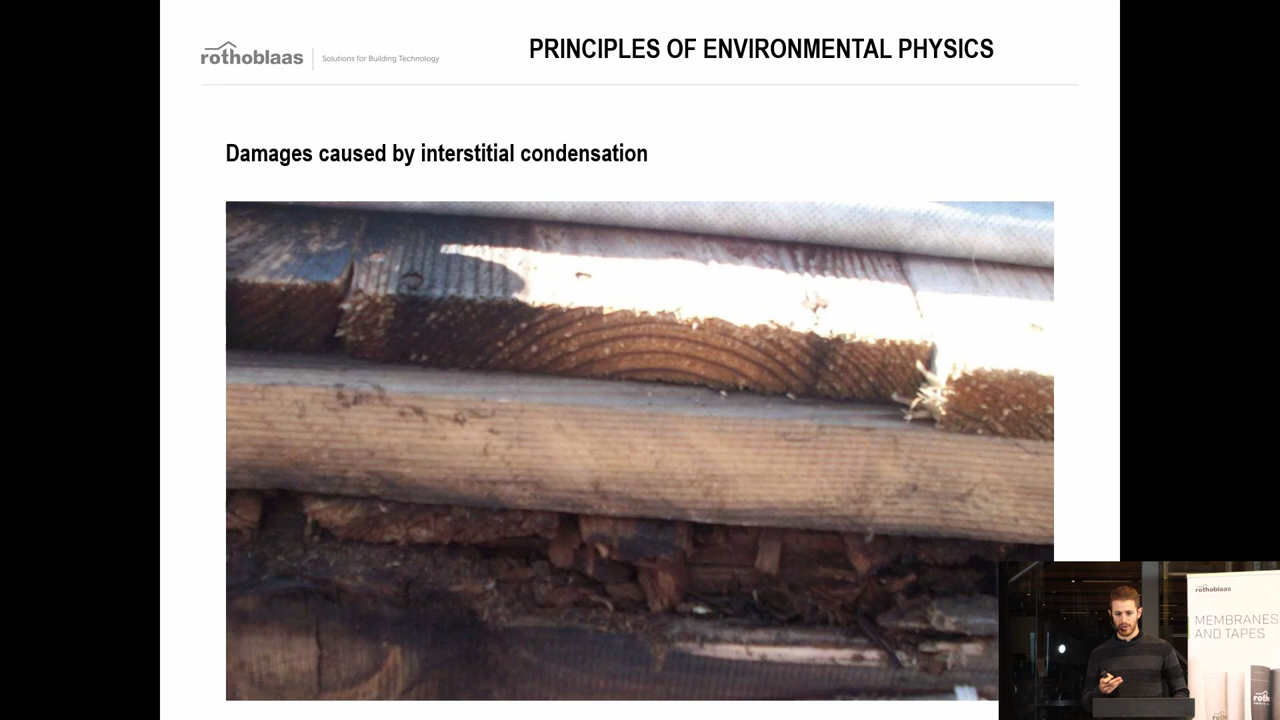 rothoblaas
Solutions for Building Technology
PRINCIPLES OF ENVIRONMENTAL PHYSICS
Damages caused by interstitial condensation
rothoblaas
MEMBRANES
AND TAPES